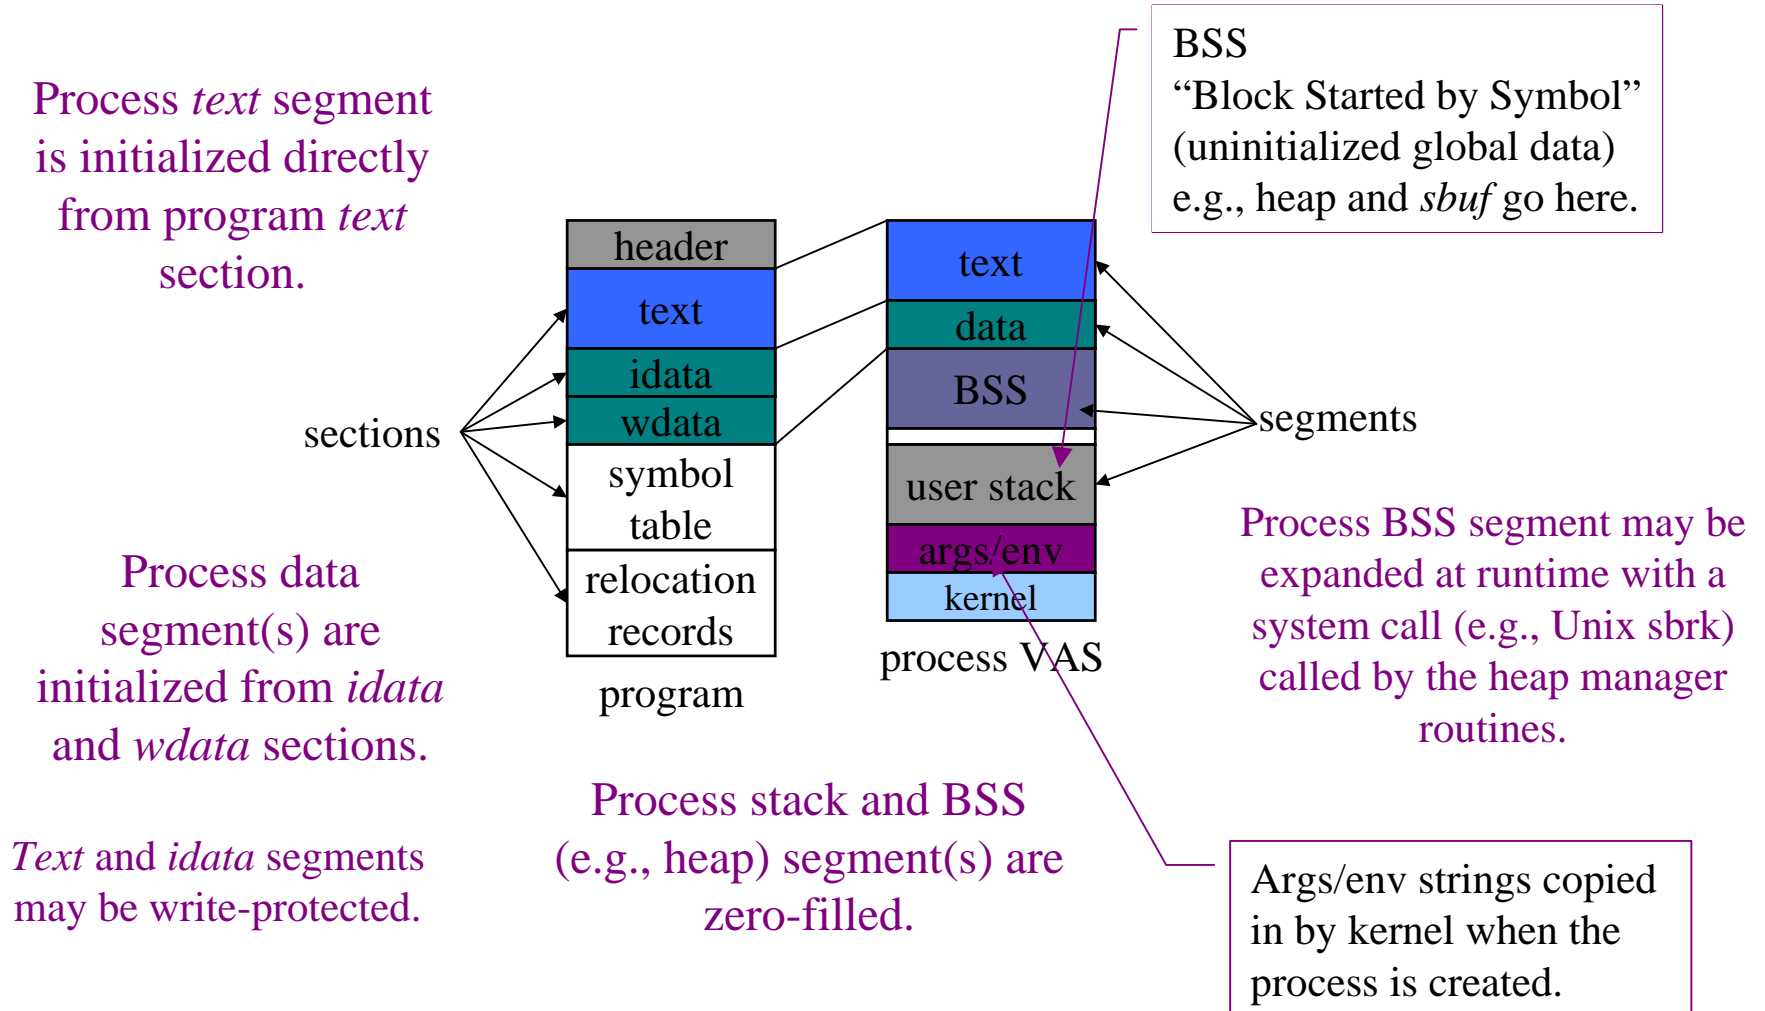 Process text segment
is initialized directly
from program text
section.
BSS
“Block Started by Symbol”
(uninitialized global data)
e.g., heap and sbuf go here.
header
text
idata
wdata
symbol
table
relocation
records
program
sections
text
data
BSS
user stack
args/env
kernel
process VAS
segments
Process data
segment(s) are
initialized from idata
and wdata sections.
Text and idata segments
may be write-protected.
Process stack and BSS
(e.g., heap) segment(s) are
zero-filled.
Process BSS segment may be
expanded at runtime with a
system call (e.g., Unix sbrk)
called by the heap manager
routines.
Args/env strings copied
in by kernel when the
process is created.